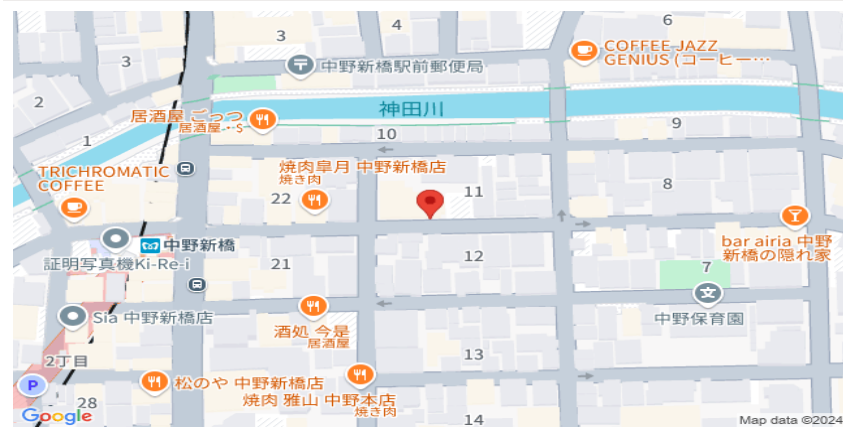 6
4
3
COFFEE JAZZ
GENIUS (コーヒー…
3
中野新橋駅前郵便局
2
神田川
居酒屋 ごっつ
居酒屋・S
9
10
1
焼肉皐月 中野新橋店
焼き肉
TRICHROMATIC
COFFEE
8
11
22
中野新橋
証明写真機Ki-Re-i
bar airia 中野
新橋の隠れ家
12
21
7
文
中野保育園
Sia 中野新橋店
酒処 今是
居酒屋
2丁目
13
P
松のや 中野新橋店
焼肉 雅山 中野本店
焼き肉
28
Google
14
Map data ©2024